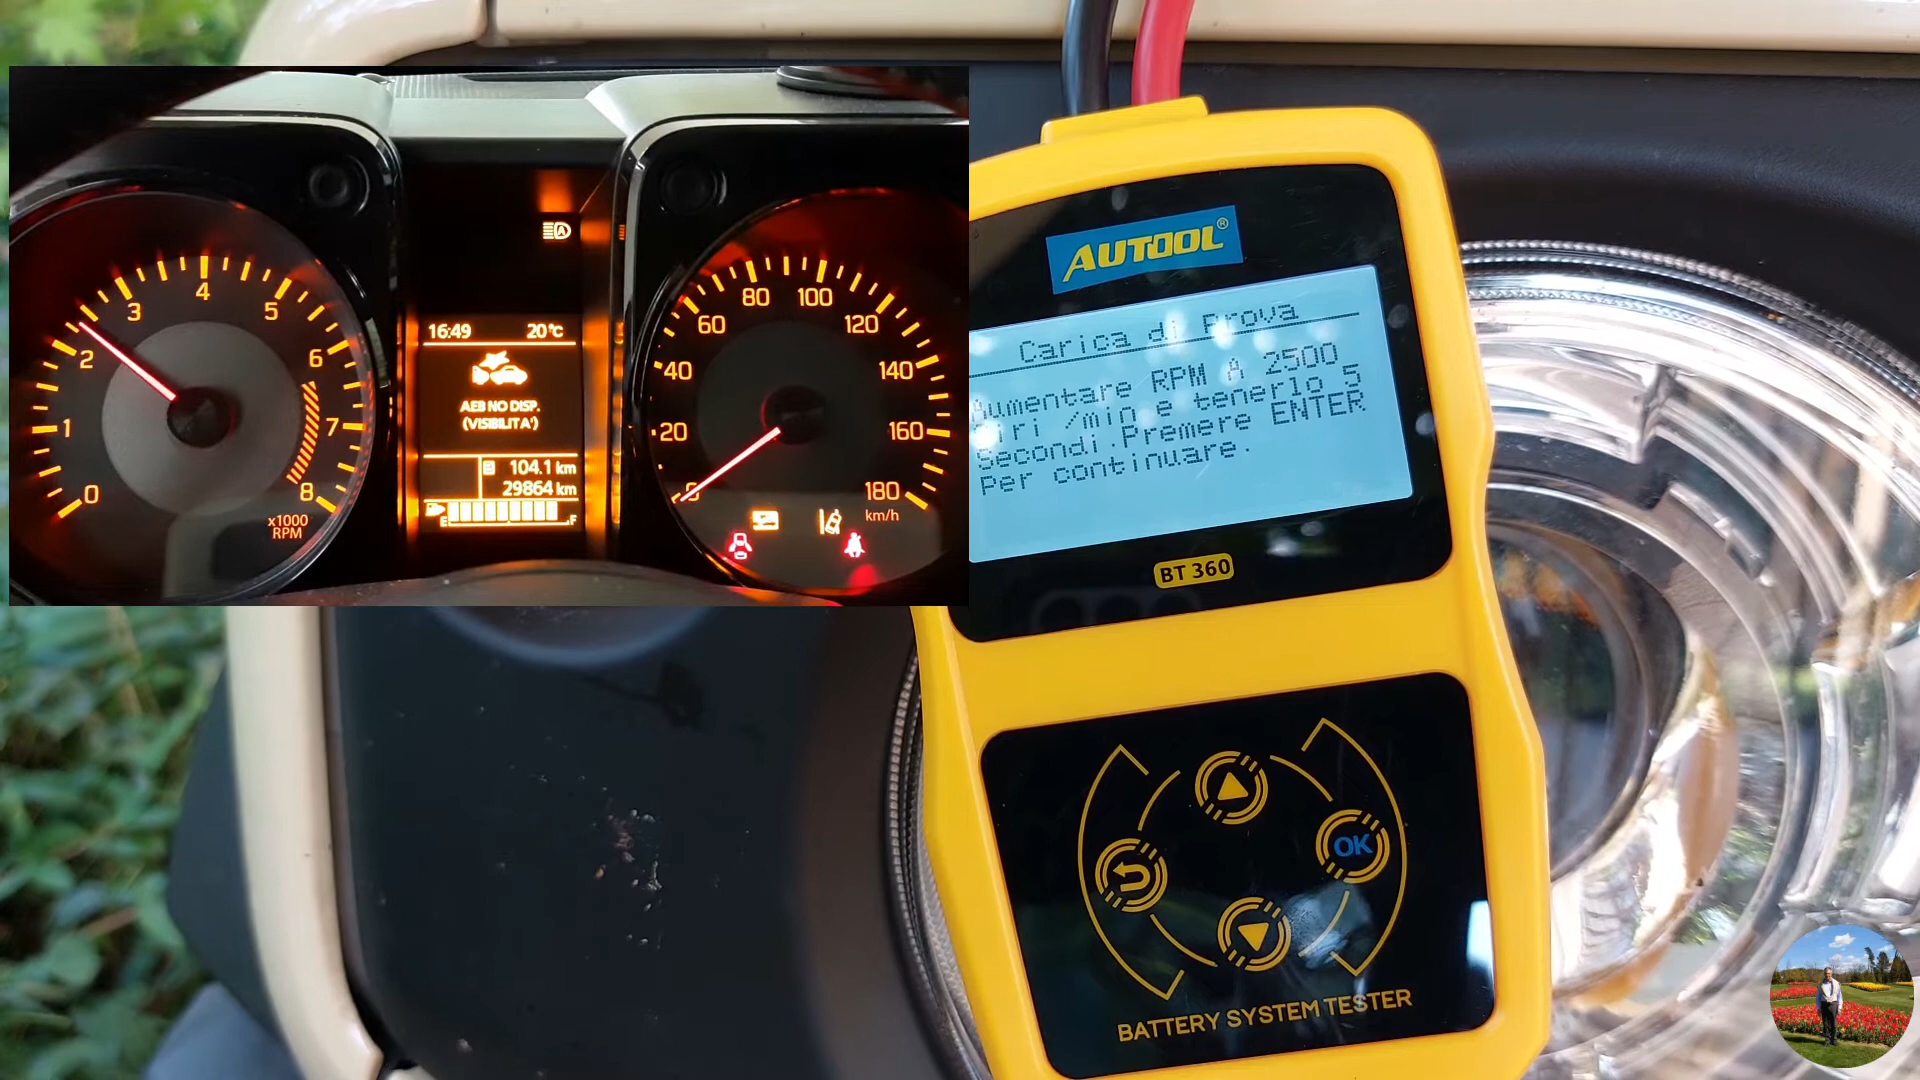 16:49 20°C
AEB NO DISP.
(VISIBILITA')
B 104.1 km
29864 km
E F
0
1
2
3
4
5
6
7
8
x1000
RPM
20
40
60
80
100
120
140
160
180
km/h
AUTOOL®
Carica di Prova
Aumentare RPM A 2500
Giri /min e tenerlo 5
Secondi.Premere ENTER
Per continuare.
BT 360
OK
BATTERY SYSTEM TESTER